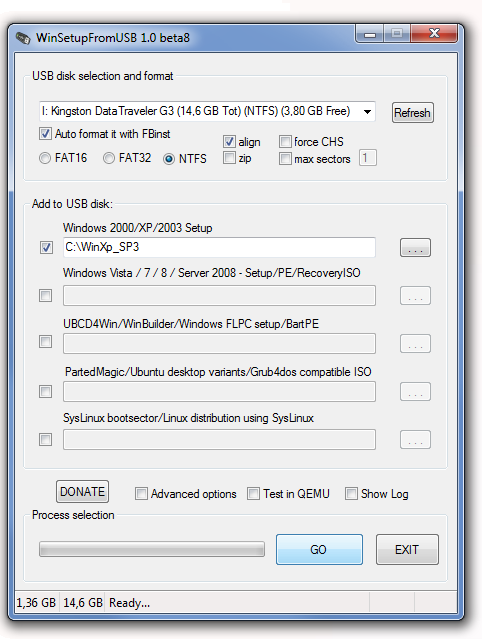 WinSetupFromUSB 1.0 beta8
USB disk selection and format
I: Kingston DataTraveler G3 (14,6 GB Tot) (NTFS) (3,80 GB Free)
Refresh
Auto format it with FBinst
align
force CHS
FAT16
FAT32
NTFS
zip
max sectors
1
Add to USB disk:
Windows 2000/XP/2003 Setup
C:\WinXp_SP3
...
Windows Vista / 7 / 8 / Server 2008 - Setup/PE/RecoveryISO
...
UBCD4Win/WinBuilder/Windows FLPC setup/BartPE
...
PartedMagic/Ubuntu desktop variants/Grub4dos compatible ISO
...
SysLinux bootsector/Linux distribution using SysLinux
...
DONATE
Advanced options
Test in QEMU
Show Log
Process selection
GO
EXIT
1,36 GB
14,6 GB
Ready...